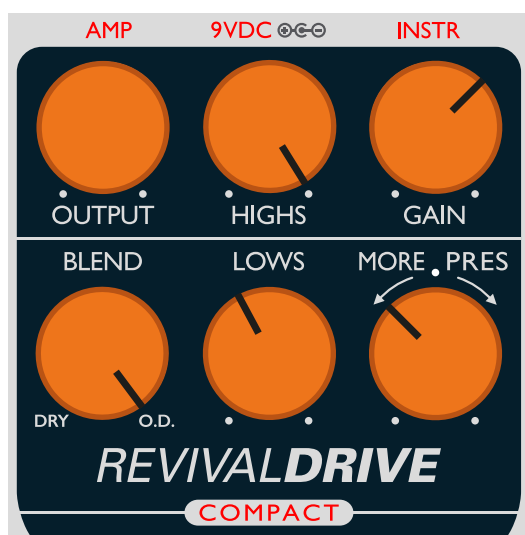 AMP 9VDC INSTR
OUTPUT HIGHS GAIN
BLEND LOWS MORE PRES
DRY O.D.
REVIVALDRIVE
COMPACT